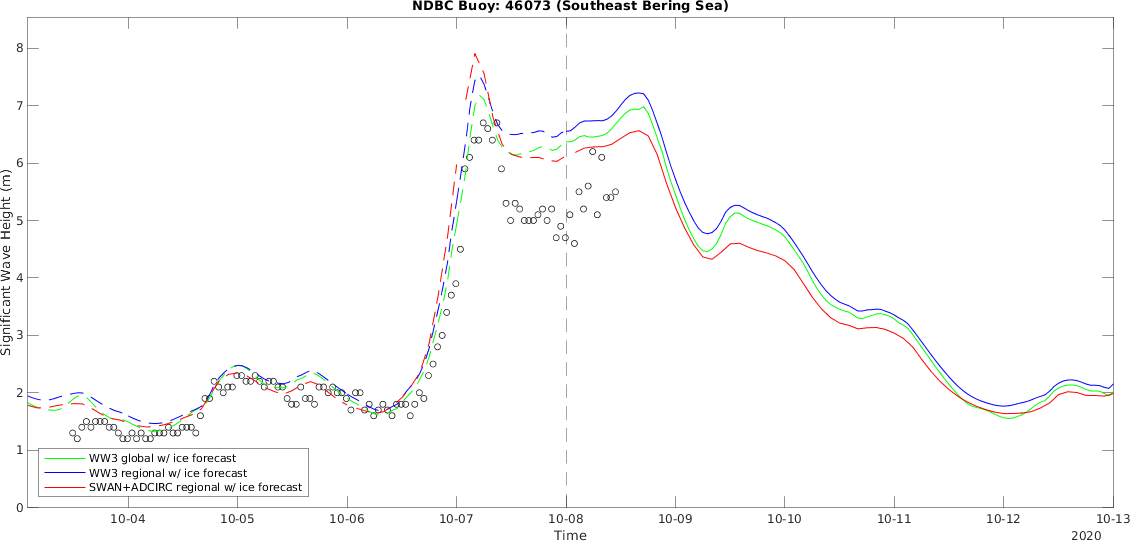 NDBC Buoy: 46073 (Southeast Bering Sea)
8
7
6
5
4
3
2
1
0
Significant Wave Height (m)
WW3 global w/ ice forecast
WW3 regional w/ ice forecast
SWAN+ADCIRC regional w/ ice forecast
10-04 10-05 10-06 10-07 10-08 10-09 10-10 10-11 10-12 10-13
Time
2020